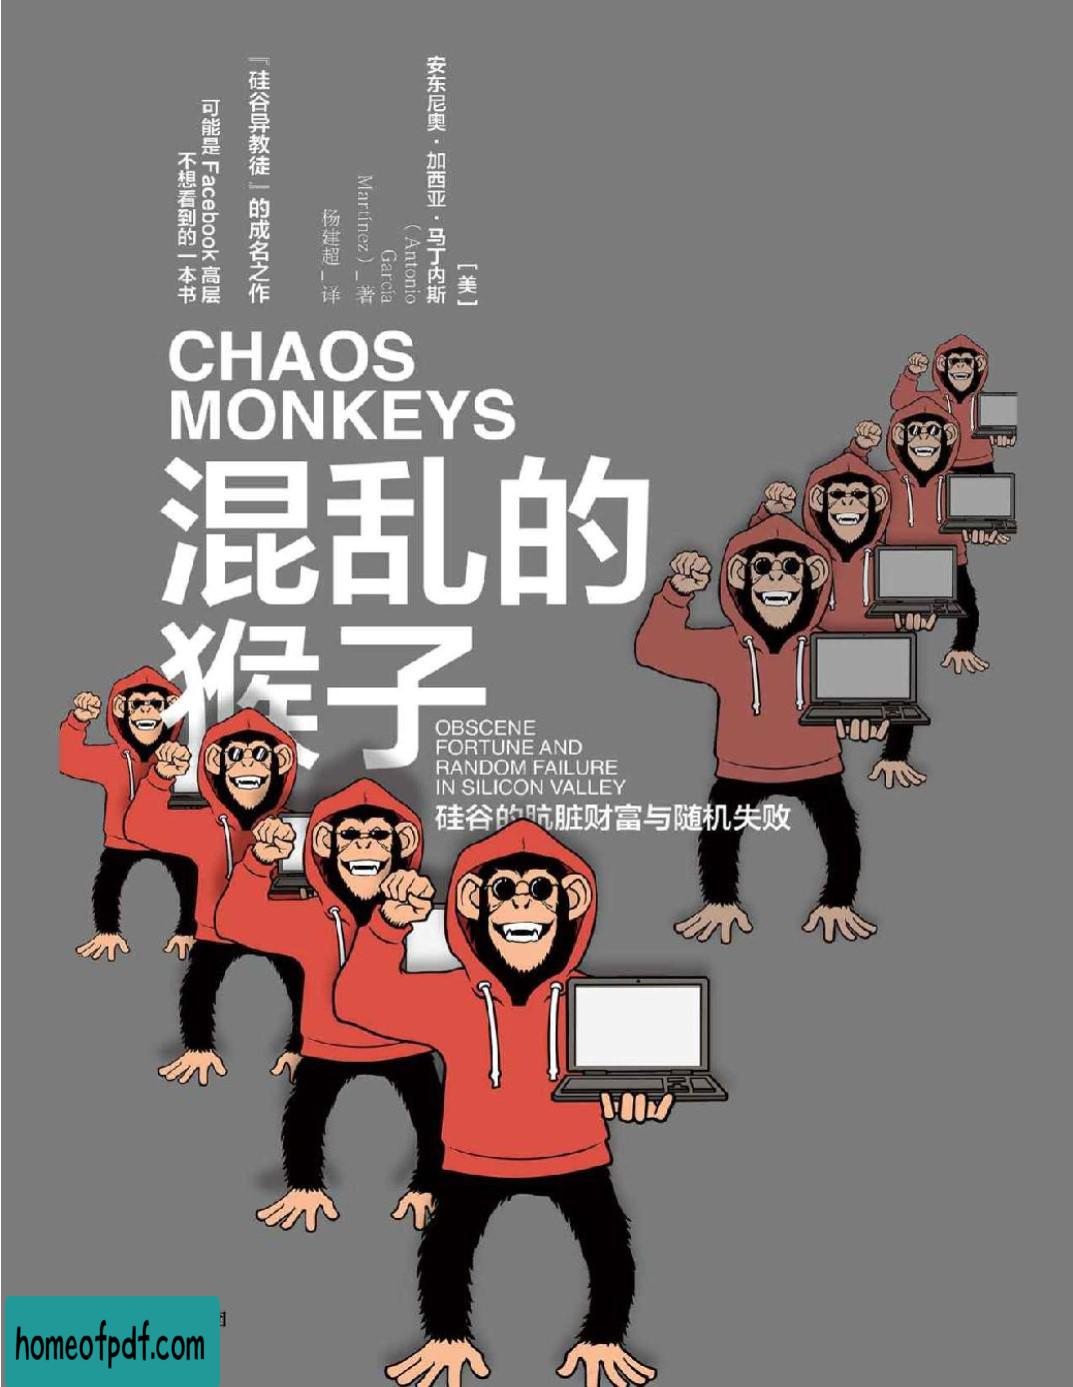 [美]
安东尼奥·加西亚·马丁内斯
（Antonio
García
Martínez）_著
杨建超_译
『硅谷异教徒』的成名之作
可能是Facebook高层
不想看到的一本书
CHAOS
MONKEYS
混乱的
猴子
OBSCENE
FORTUNE AND
RANDOM FAILURE
IN SILICON VALLEY
硅谷的肮脏财富与随机失败
homeofpdf.com